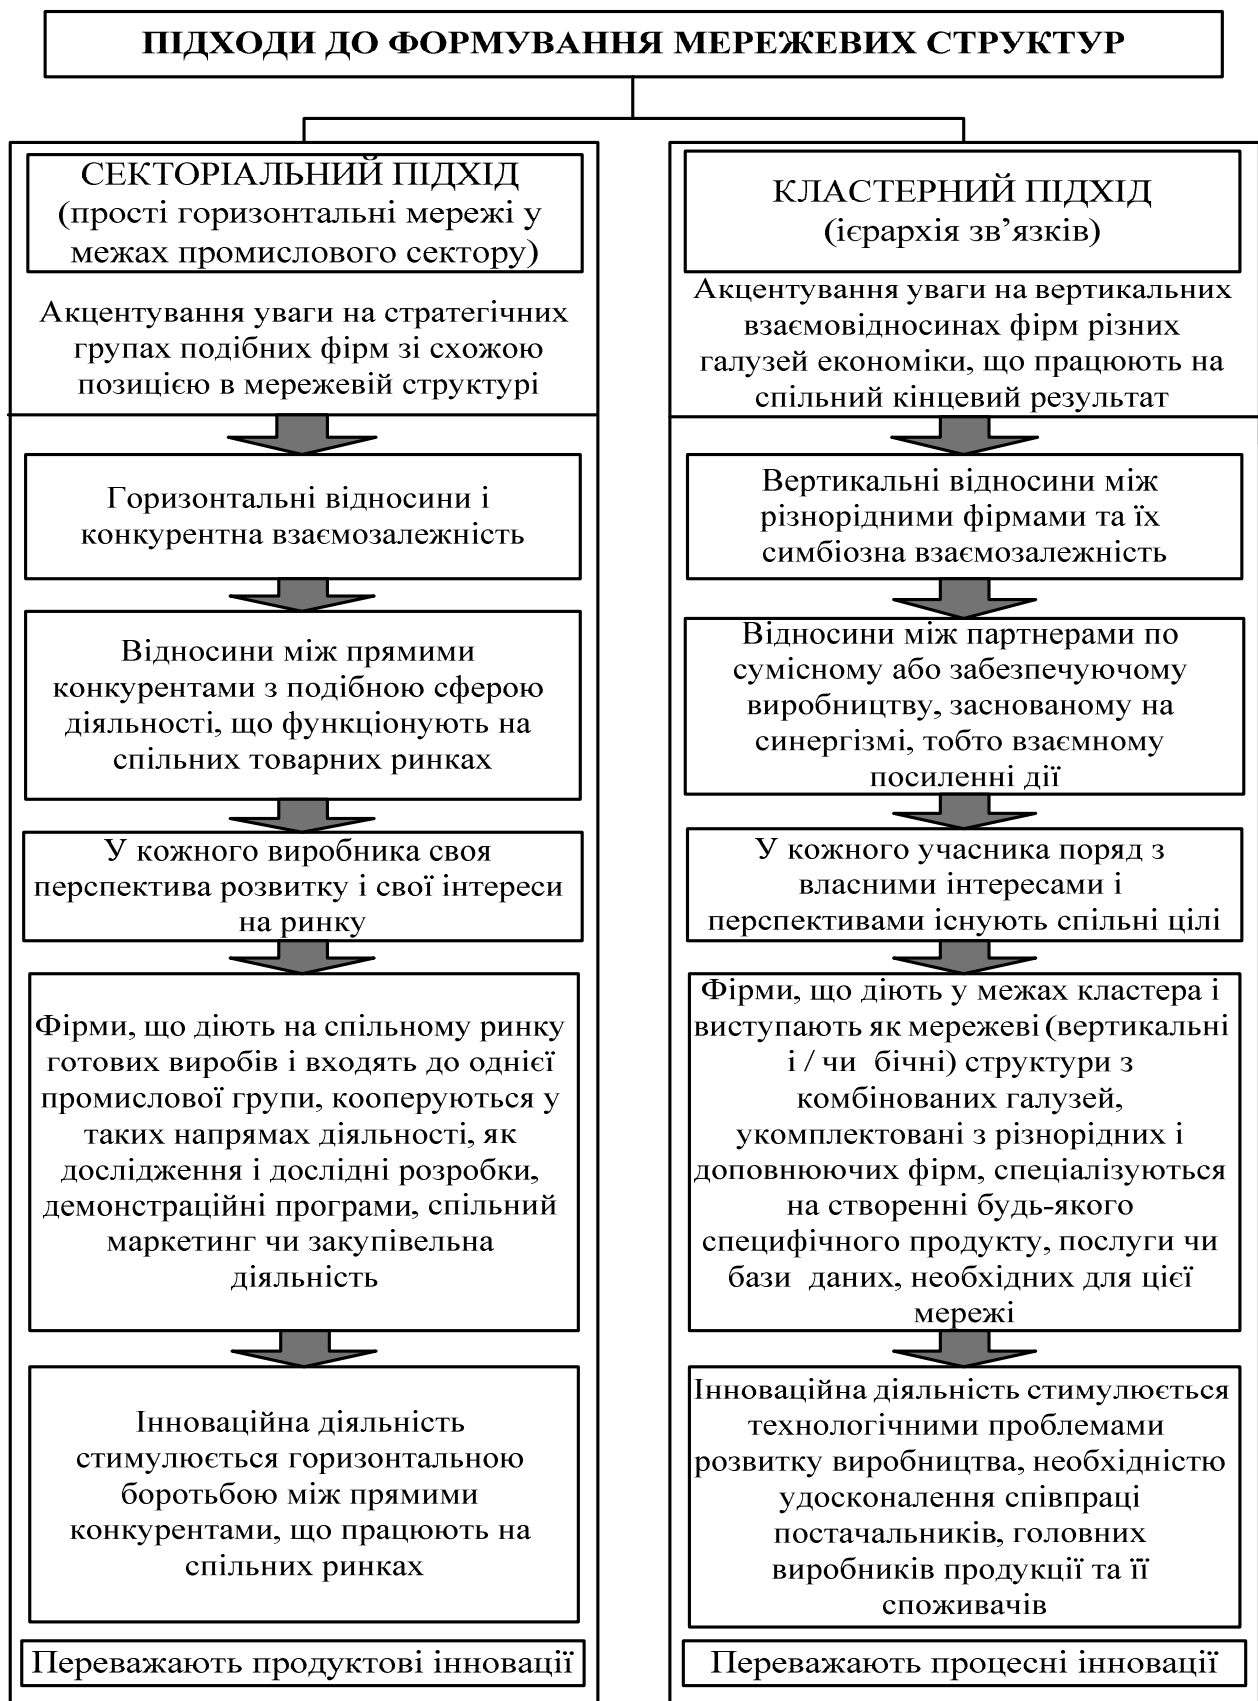 ПІДХОДИ ДО ФОРМУВАННЯ МЕРЕЖЕВИХ СТРУКТУР
СЕКТОРІАЛЬНИЙ ПІДХІД
(прості горизонтальні мережі у
межах промислового сектору)
Акцентування уваги на стратегічних
групах подібних фірм зі схожою
позицією в мережевій структурі
Горизонтальні відносини і
конкурентна взаємозалежність
Відносини між прямими
конкурентами з подібною сферою
діяльності, що функціонують на
спільних товарних ринках
У кожного виробника своя
перспектива розвитку і свої інтереси
на ринку
Фірми, що діють на спільному ринку
готових виробів і входять до однієї
промислової групи, кооперуються у
таких напрямах діяльності, як
дослідження і дослідні розробки,
демонстраційні програми, спільний
маркетинг чи закупівельна
діяльність
Інноваційна діяльність
стимулюється горизонтальною
боротьбою між прямими
конкурентами, що працюють на
спільних ринках
Переважають продуктові інновації
КЛАСТЕРНИЙ ПІДХІД
(ієрархія зв’язків)
Акцентування уваги на вертикальних
взаємовідносинах фірм різних
галузей економіки, що працюють на
спільний кінцевий результат
Вертикальні відносини між
різнорідними фірмами та їх
симбіозна взаємозалежність
Відносини між партнерами по
сумісному або забезпечуючому
виробництву, заснованому на
синергізмі, тобто взаємному
посиленні дії
У кожного учасника поряд з
власними інтересами і
перспективами існують спільні цілі
Фірми, що діють у межах кластера і
виступають як мережеві (вертикальні
і / чи бічні) структури з
комбінованих галузей,
укомплектовані з різнорідних і
доповнюючих фірм, спеціалізуються
на створенні будь-якого
специфічного продукту, послуги чи
бази даних, необхідних для цієї
мережі
Інноваційна діяльність стимулюється
технологічними проблемами
розвитку виробництва, необхідністю
удосконалення співпраці
постачальників, головних
виробників продукції та її
споживачів
Переважають процесні інновації